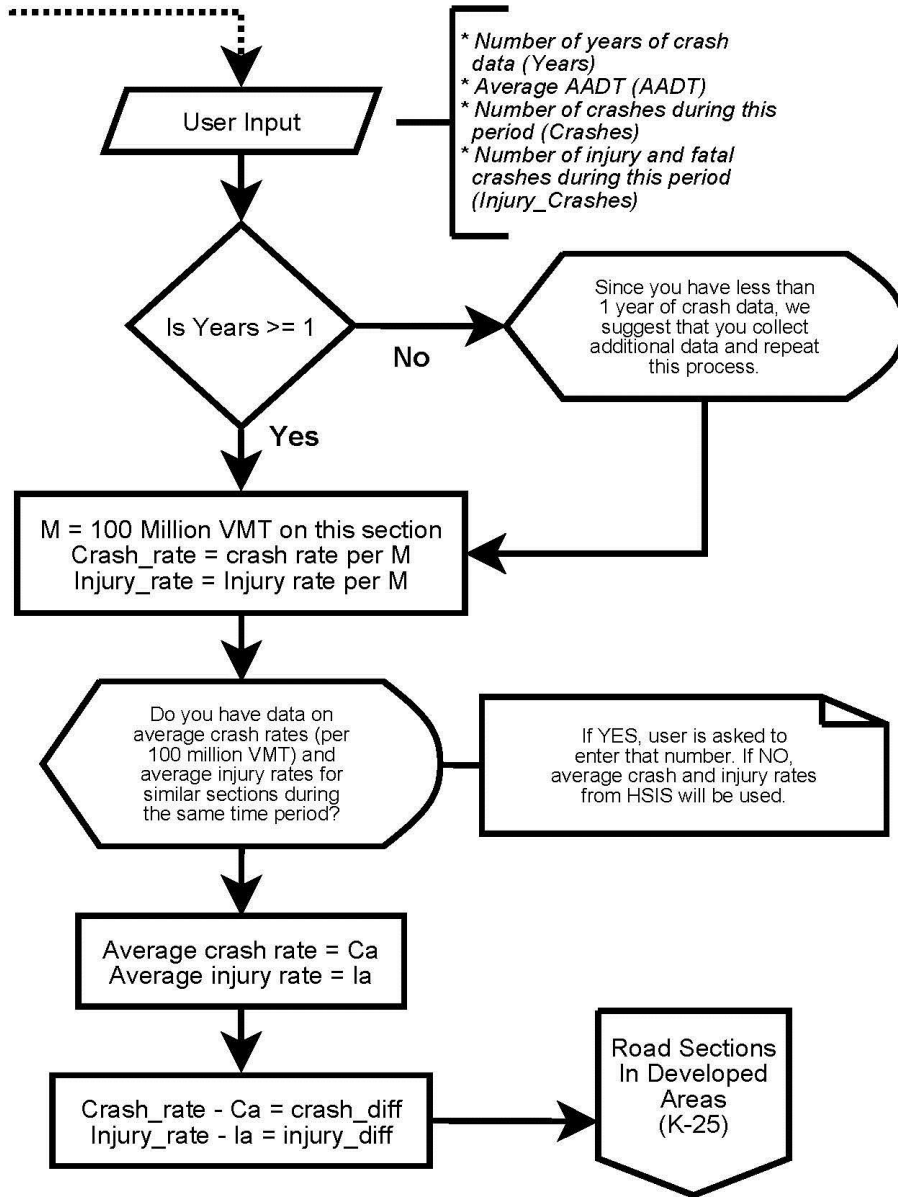 * Number of years of crash
data (Years)
* Average AADT (AADT)
* Number of crashes during this
period (Crashes)
* Number of injury and fatal
crashes during this period
(Injury_Crashes)
User Input
Is Years >= 1
No
Since you have less than
1 year of crash data, we
suggest that you collect
additional data and repeat
this process.
Yes
M = 100 Million VMT on this section
Crash_rate = crash rate per M
Injury_rate = Injury rate per M
Do you have data on
average crash rates (per
100 million VMT) and
average injury rates for
similar sections during
the same time period?
If YES, user is asked to
enter that number. If NO,
average crash and injury rates
from HSIS will be used.
Average crash rate = Ca
Average injury rate = Ia
Crash_rate - Ca = crash_diff
Injury_rate - Ia = injury_diff
Road Sections
In Developed
Areas
(K-25)